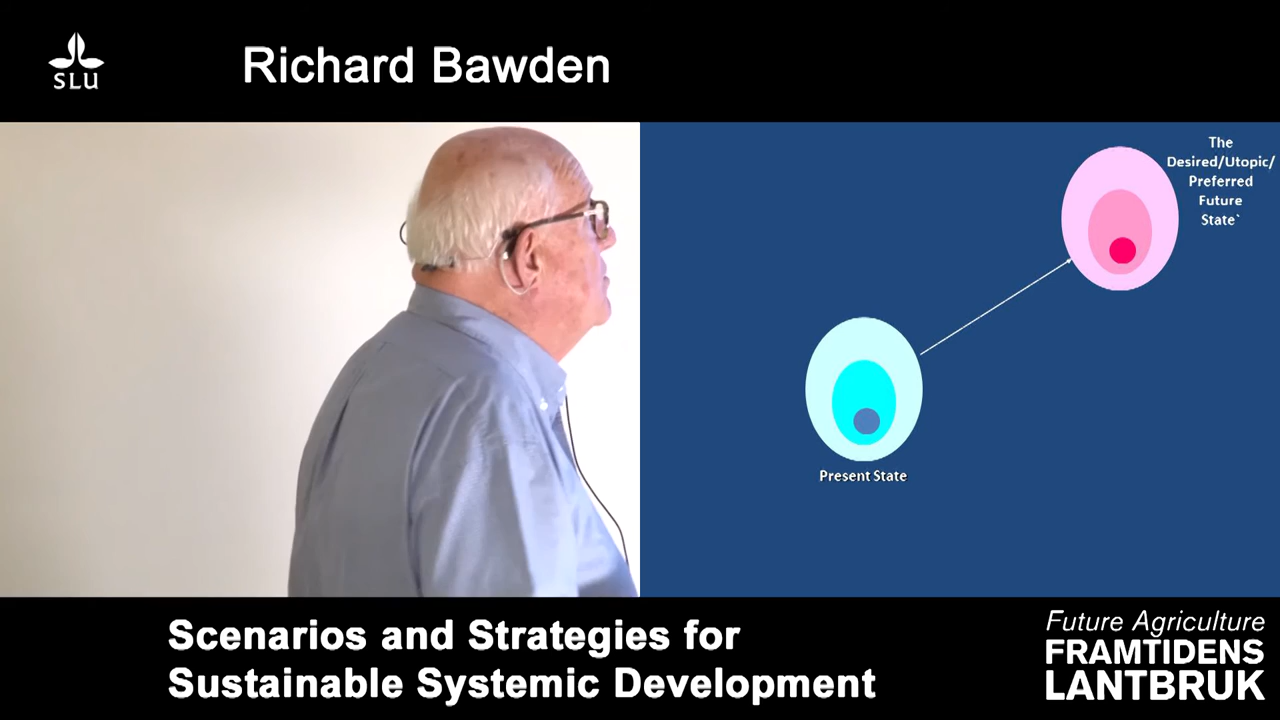 SLU
Richard Bawden
The
Desired/Utopic/
Preferred
Future
State`
Present State
Scenarios and Strategies for
Sustainable Systemic Development
Future Agriculture
FRAMTIDENS
LANTBRUK